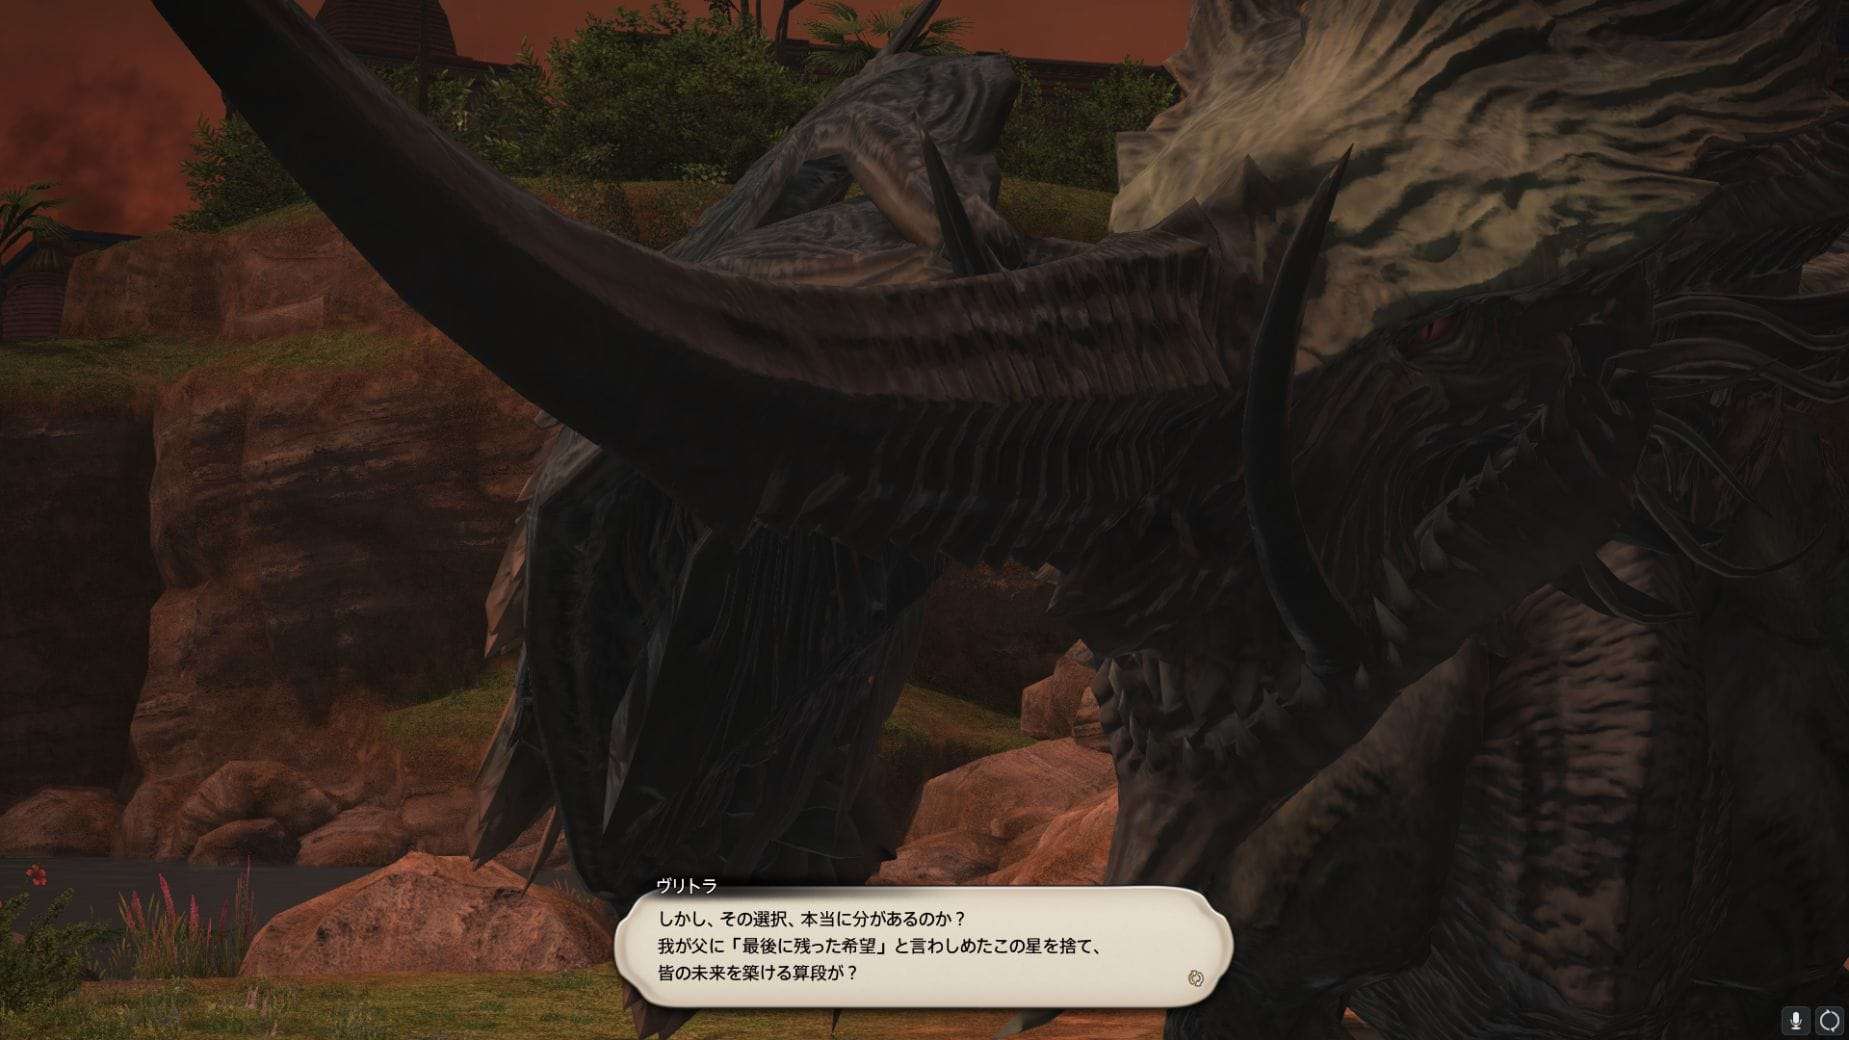 ヴリトラ
しかし、その選択、本当に分があるのか？
我が父に「最後に残った希望」と言わしめたこの星を捨て、
皆の未来を築ける算段が？